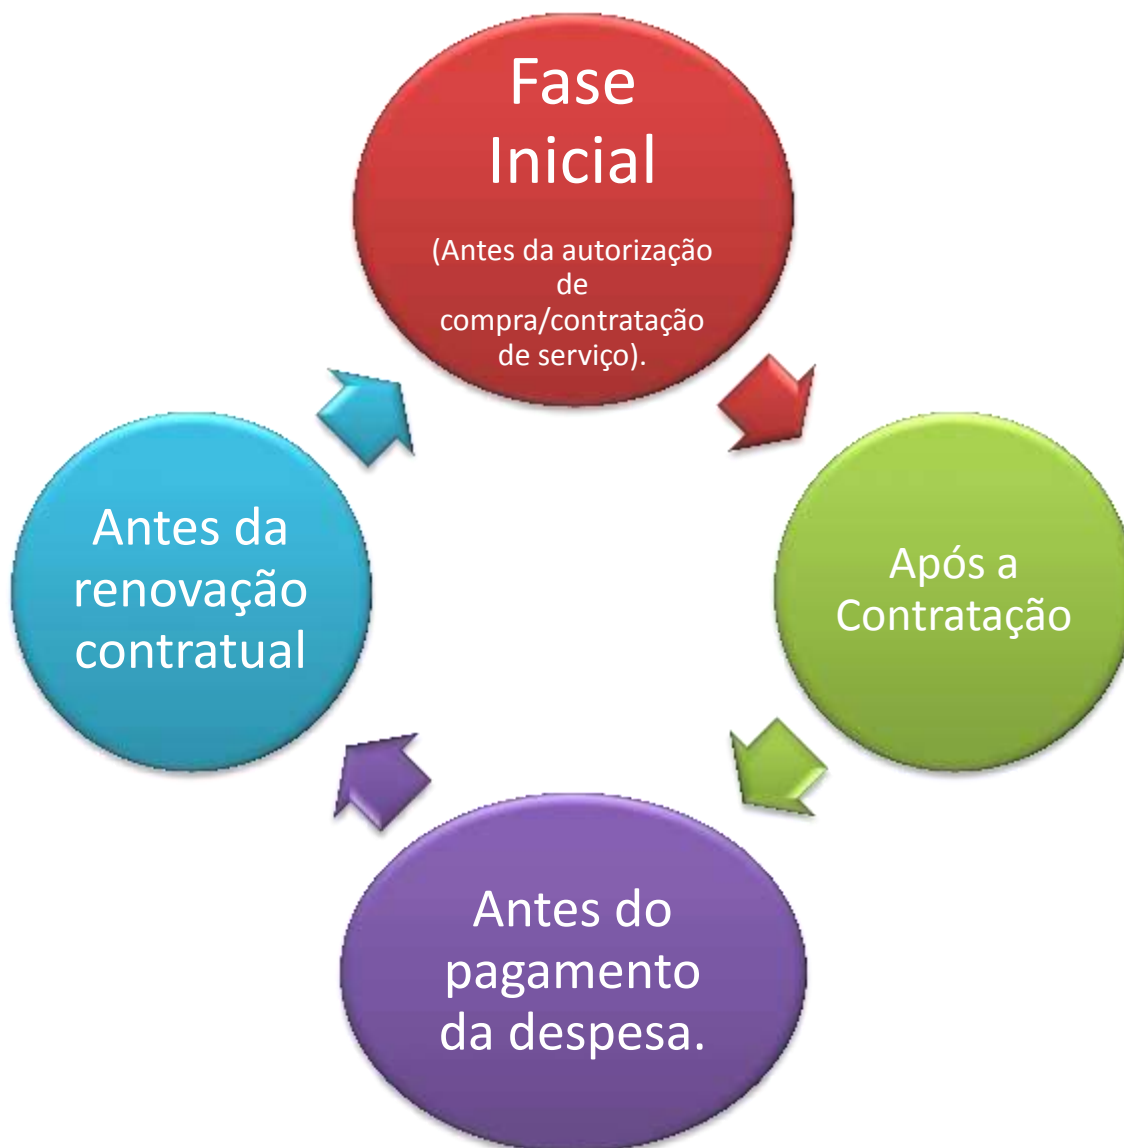 Fase
Inicial
(Antes da autorização
de
compra/contratação
de serviço).
Após a
Contratação
Antes do
pagamento
da despesa.
Antes da
renovação
contratual